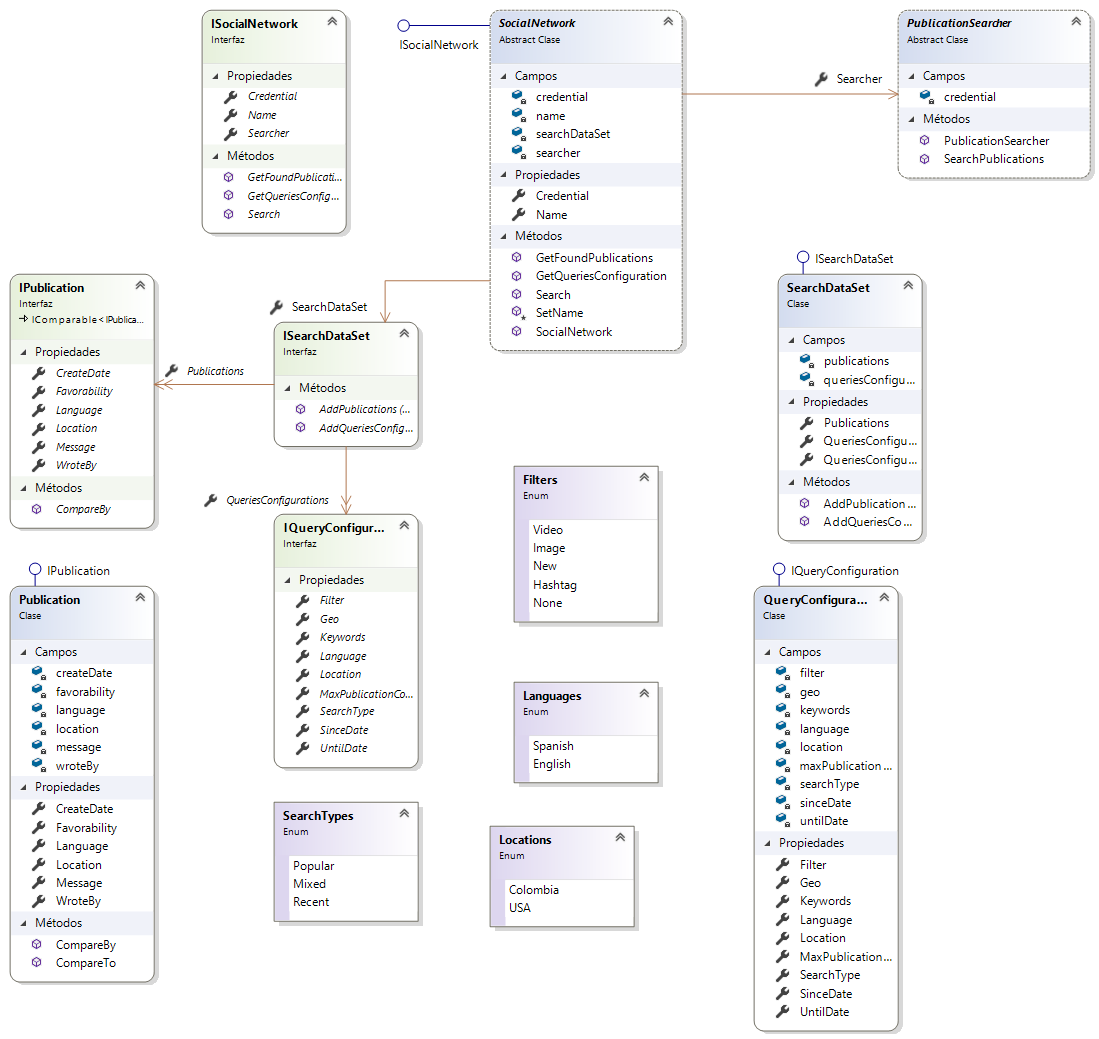 ISocialNetwork
Interfaz
Propiedades
Credential
Name
Searcher
Métodos
GetFoundPublicati...
GetQueriesConfig...
Search
ISocialNetwork
SocialNetwork
Abstract Clase
Campos
credential
name
searchDataSet
searcher
Propiedades
Credential
Name
Métodos
GetFoundPublications
GetQueriesConfiguration
Search
SetName
SocialNetwork
Searcher
PublicationSearcher
Abstract Clase
Campos
credential
Métodos
PublicationSearcher
SearchPublications
IPublication
Interfaz
IComparable<IPublica...
Propiedades
CreateDate
Favorability
Language
Location
Message
WroteBy
Métodos
CompareBy
Publications
SearchDataSet
ISearchDataSet
Interfaz
Métodos
AddPublications (...
AddQueriesConfig...
QueriesConfigurations
IQueryConfigur...
Interfaz
Propiedades
Filter
Geo
Keywords
Language
Location
MaxPublicationCo...
SearchType
SinceDate
UntilDate
ISearchDataSet
SearchDataSet
Clase
Campos
publications
queriesConfigu...
Propiedades
Publications
QueriesConfigu...
QueriesConfigu...
Métodos
AddPublication ...
AddQueriesCo...
Filters
Enum
Video
Image
New
Hashtag
None
IPublication
Publication
Clase
Campos
createDate
favorability
language
location
message
wroteBy
Propiedades
CreateDate
Favorability
Language
Location
Message
WroteBy
Métodos
CompareBy
CompareTo
Languages
Enum
Spanish
English
SearchTypes
Enum
Popular
Mixed
Recent
Locations
Enum
Colombia
USA
IQueryConfiguration
QueryConfigura...
Clase
Campos
filter
geo
keywords
language
location
maxPublication ...
searchType
sinceDate
untilDate
Propiedades
Filter
Geo
Keywords
Language
Location
MaxPublication...
SearchType
SinceDate
UntilDate